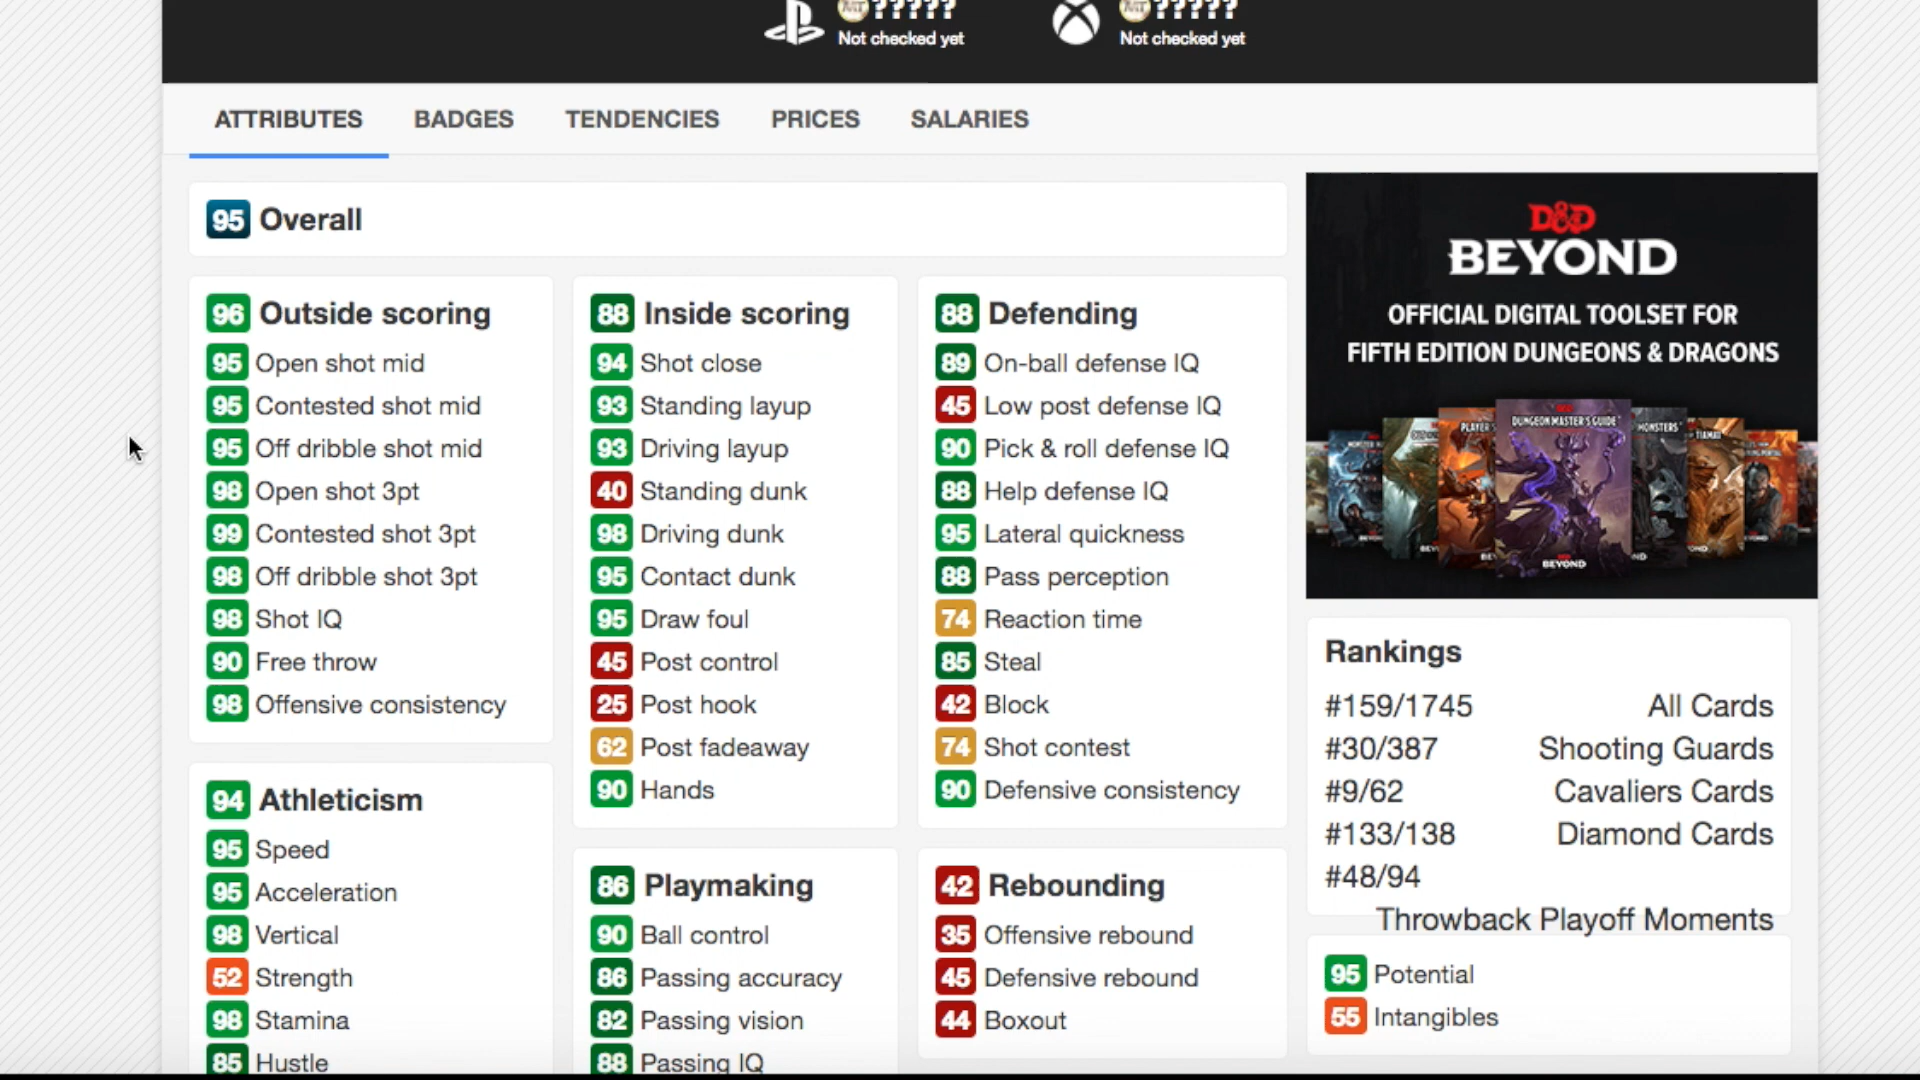 ?????
Not checked yet
?????
Not checked yet
ATTRIBUTES
BADGES
TENDENCIES
PRICES
SALARIES
95 Overall
96 Outside scoring
95 Open shot mid
95 Contested shot mid
95 Off dribble shot mid
98 Open shot 3pt
99 Contested shot 3pt
98 Off dribble shot 3pt
98 Shot IQ
90 Free throw
98 Offensive consistency
94 Athleticism
95 Speed
95 Acceleration
98 Vertical
52 Strength
98 Stamina
85 Hustle
88 Inside scoring
94 Shot close
93 Standing layup
93 Driving layup
40 Standing dunk
98 Driving dunk
95 Contact dunk
95 Draw foul
45 Post control
25 Post hook
62 Post fadeaway
90 Hands
86 Playmaking
90 Ball control
86 Passing accuracy
82 Passing vision
88 Passing IQ
88 Defending
89 On-ball defense IQ
45 Low post defense IQ
90 Pick & roll defense IQ
88 Help defense IQ
95 Lateral quickness
88 Pass perception
74 Reaction time
85 Steal
42 Block
74 Shot contest
90 Defensive consistency
42 Rebounding
35 Offensive rebound
45 Defensive rebound
44 Boxout
D&D
BEYOND
OFFICIAL DIGITAL TOOLSET FOR
FIFTH EDITION DUNGEONS & DRAGONS
DUNGEON MASTER'S GUIDE
BEYOND
Rankings
#159/1745 All Cards
#30/387 Shooting Guards
#9/62 Cavaliers Cards
#133/138 Diamond Cards
#48/94
Throwback Playoff Moments
95 Potential
55 Intangibles